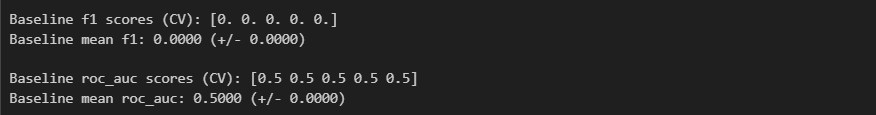 Baseline f1 scores (CV): [0. 0. 0. 0. 0.]
Baseline mean f1: 0.0000 (+/- 0.0000)
Baseline roc_auc scores (CV): [0.5 0.5 0.5 0.5 0.5]
Baseline mean roc_auc: 0.5000 (+/- 0.0000)